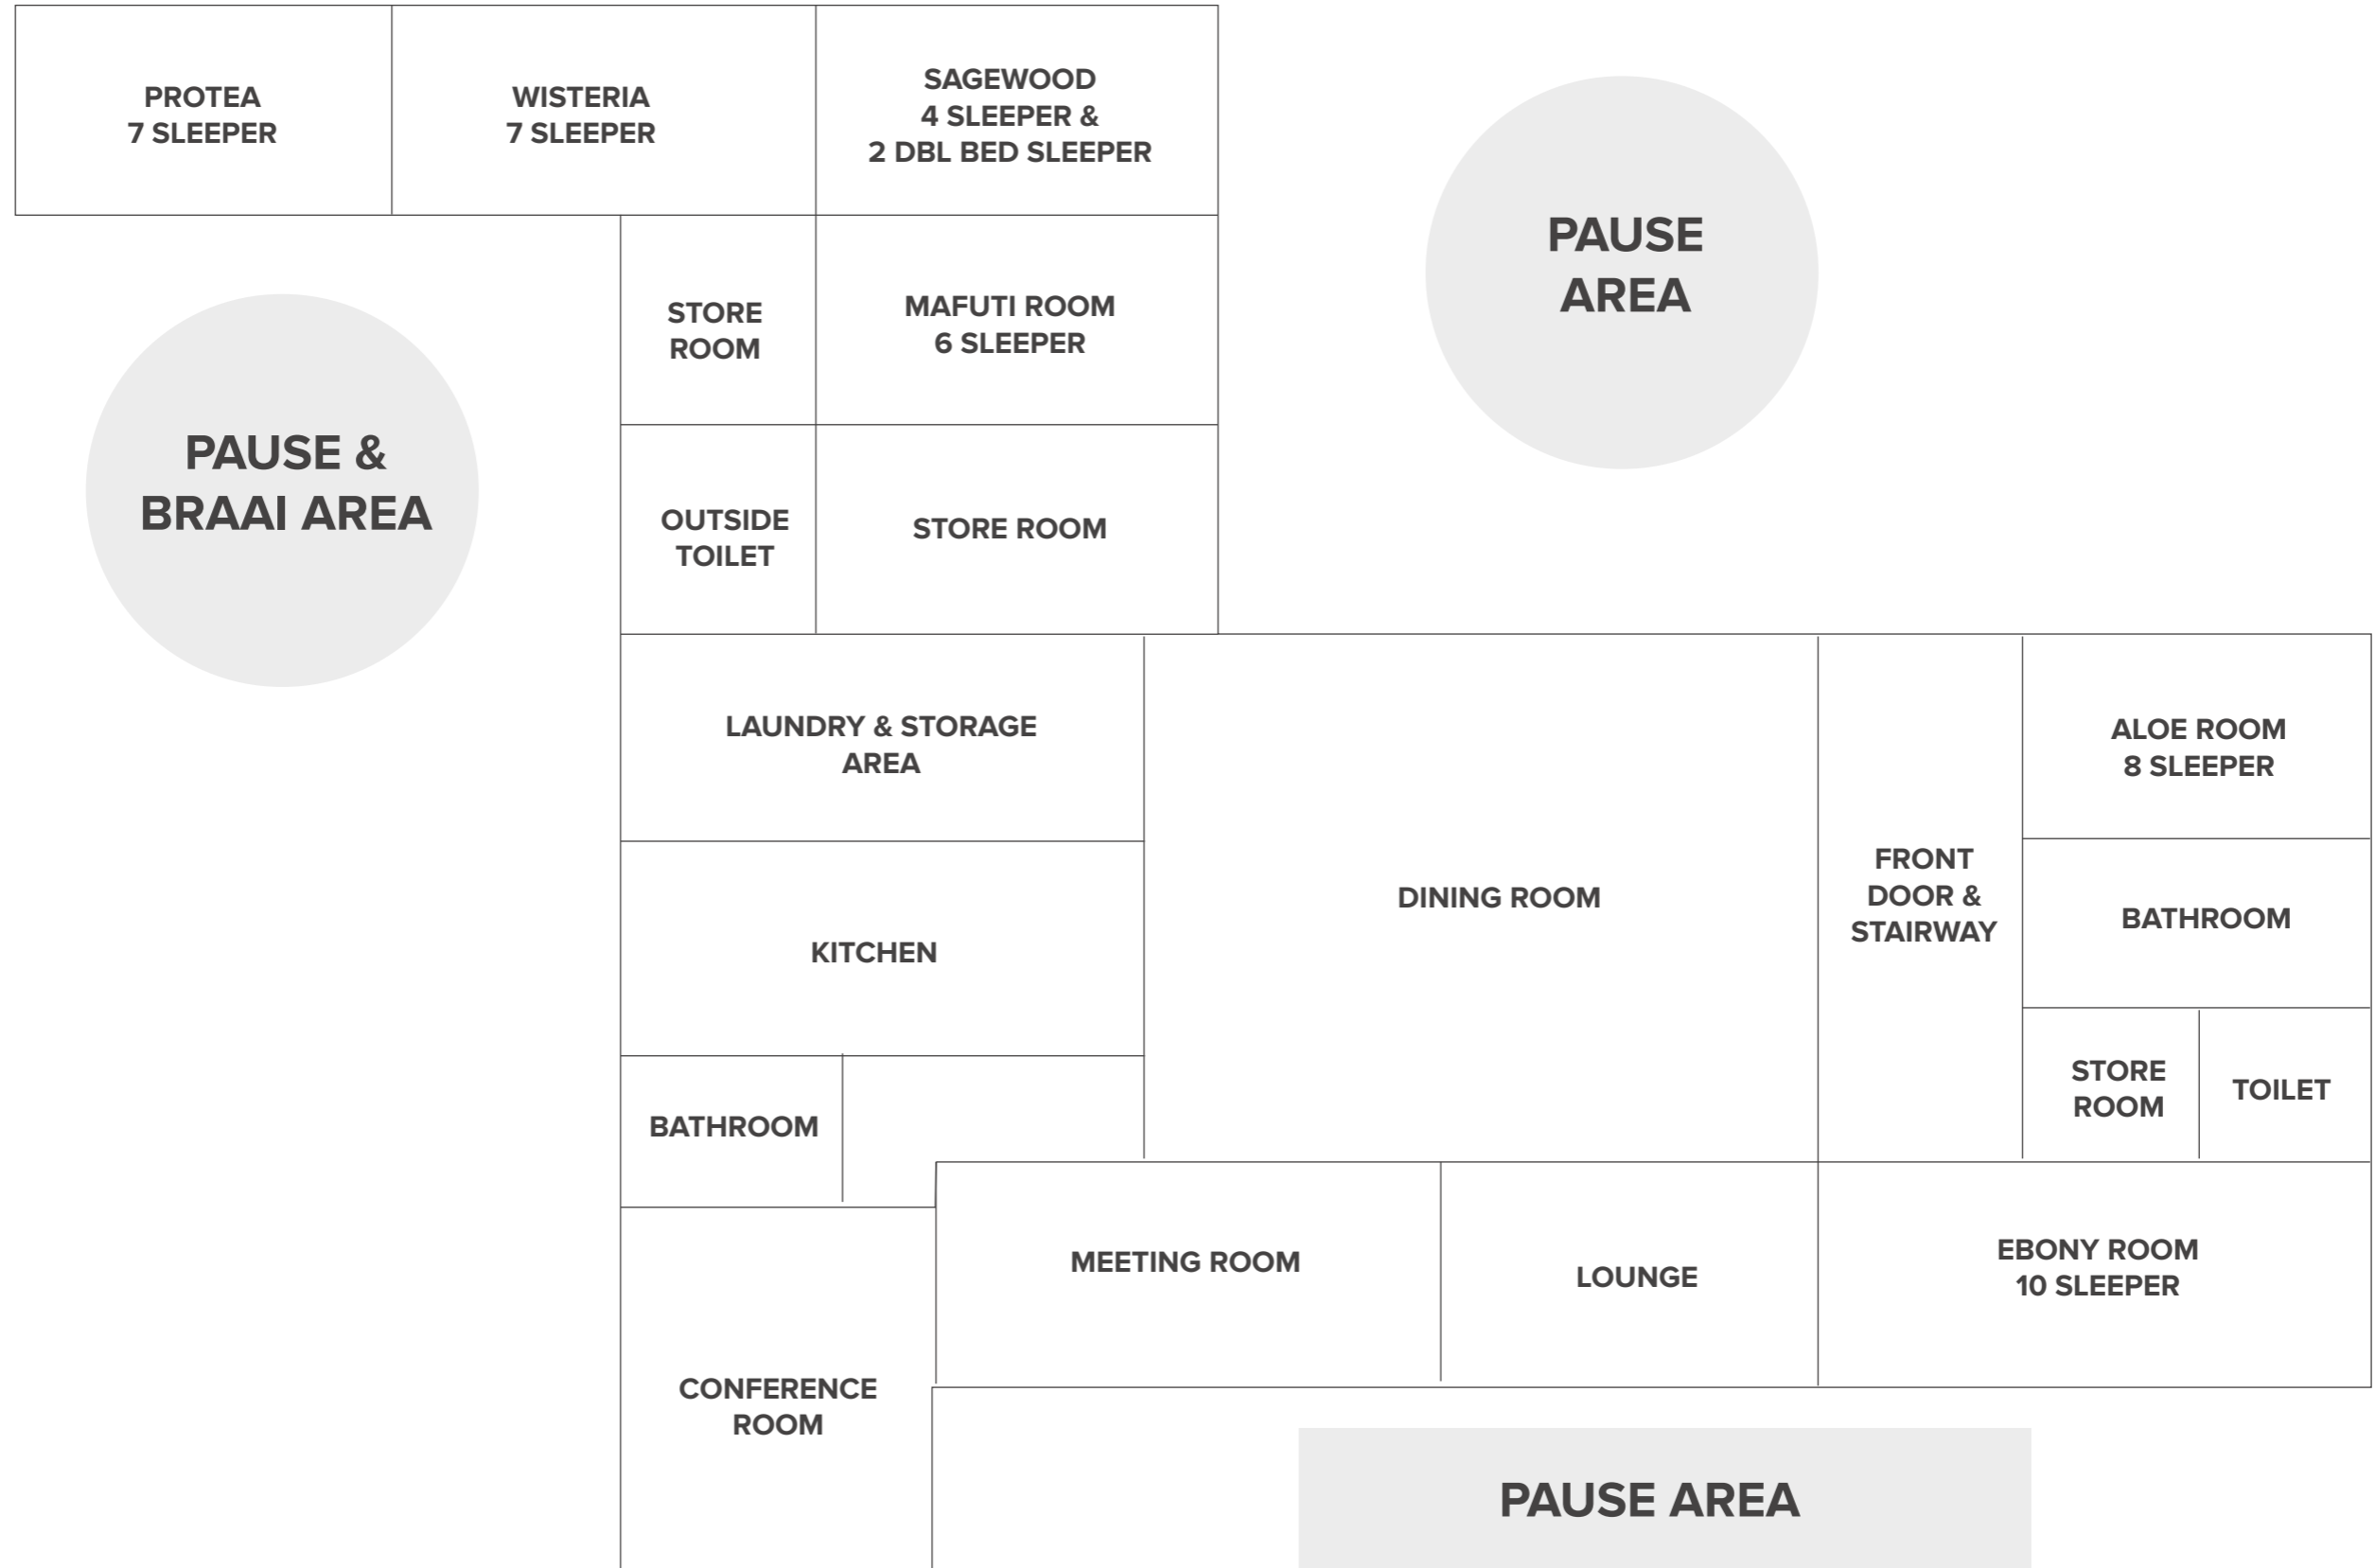 PROTEA
7 SLEEPER
WISTERIA
7 SLEEPER
SAGEWOOD
4 SLEEPER &
2 DBL BED SLEEPER
PAUSE
AREA
STORE
ROOM
MAFUTI ROOM
6 SLEEPER
PAUSE &
BRAAI AREA
OUTSIDE
TOILET
STORE ROOM
LAUNDRY & STORAGE
AREA
ALOE ROOM
8 SLEEPER
DINING ROOM
FRONT
DOOR &
STAIRWAY
BATHROOM
KITCHEN
STORE
ROOM
TOILET
BATHROOM
MEETING ROOM
LOUNGE
EBONY ROOM
10 SLEEPER
CONFERENCE
ROOM
PAUSE AREA